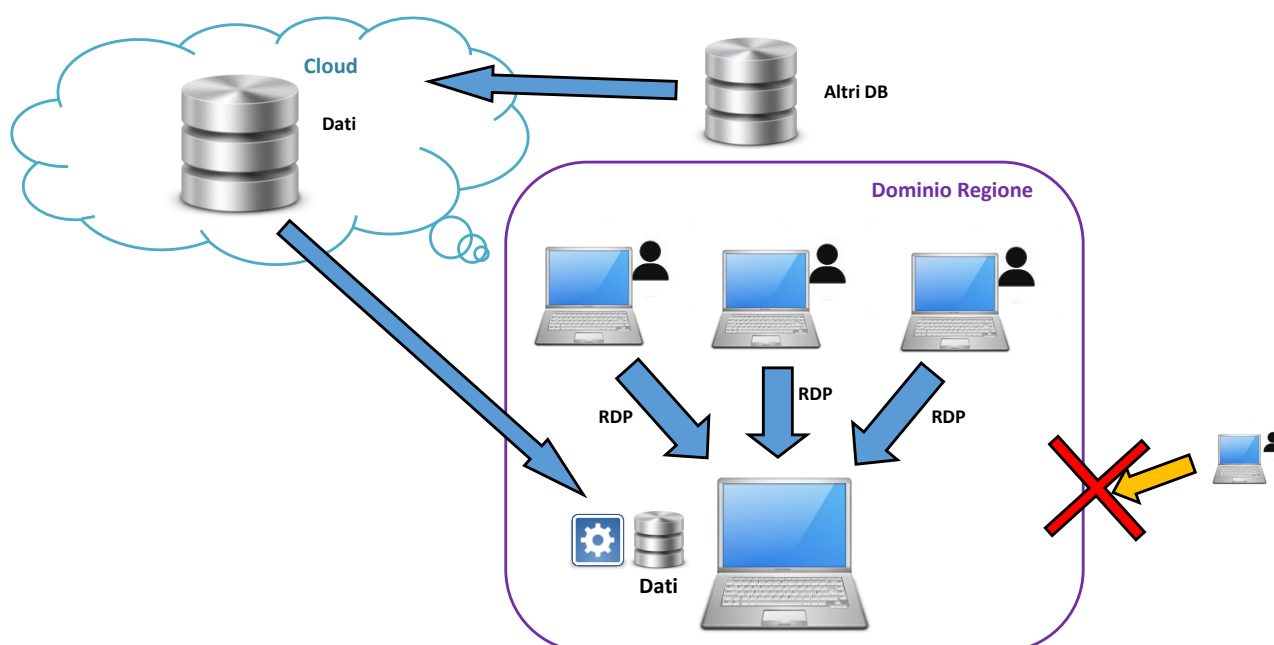 Cloud
Dati
Altri DB
Dominio Regione
RDP
RDP
RDP
Dati